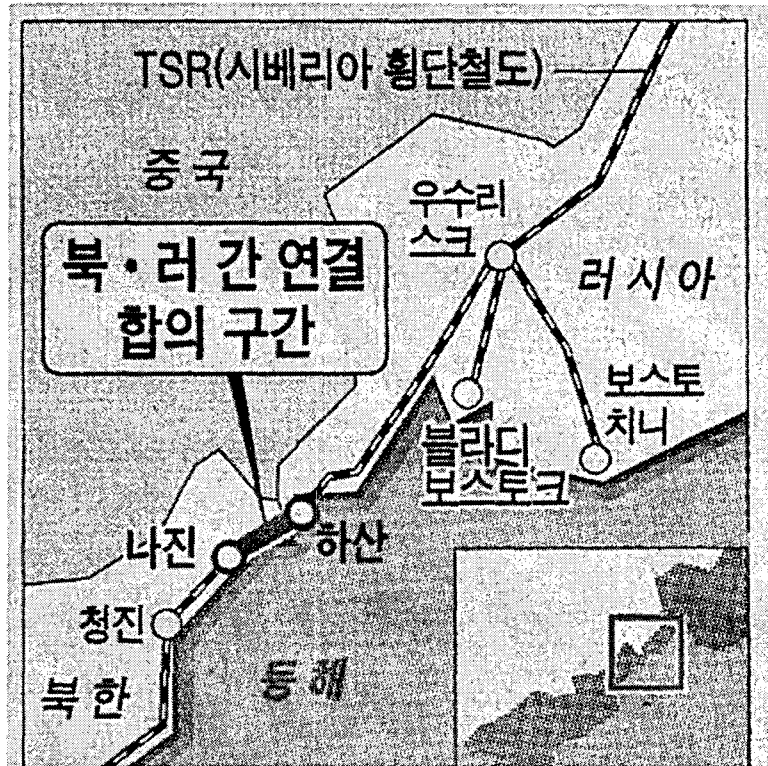 TSR(시베리아 횡단철도)
중국
우수리
스크
북·러 간 연결
합의 구간
러시아
보스토
치니
블라디
보스토크
나진
하산
청진
북한
동해